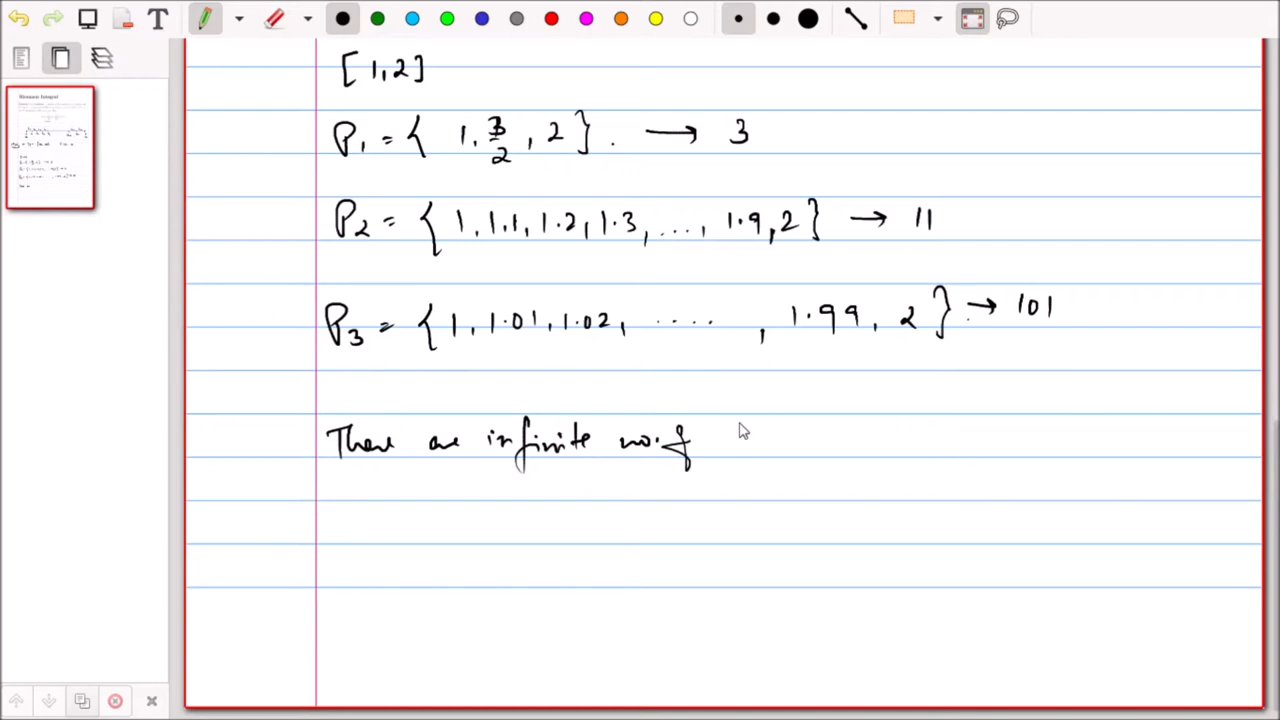 [1,2]
P₁ = { 1, 3/2, 2 }. → 3
P₂ = { 1, 1.1, 1.2, 1.3, ..., 1.9, 2 } → 11
P₃ = { 1, 1.01, 1.02, ...., 1.99, 2 } → 101
There are infinite no. of